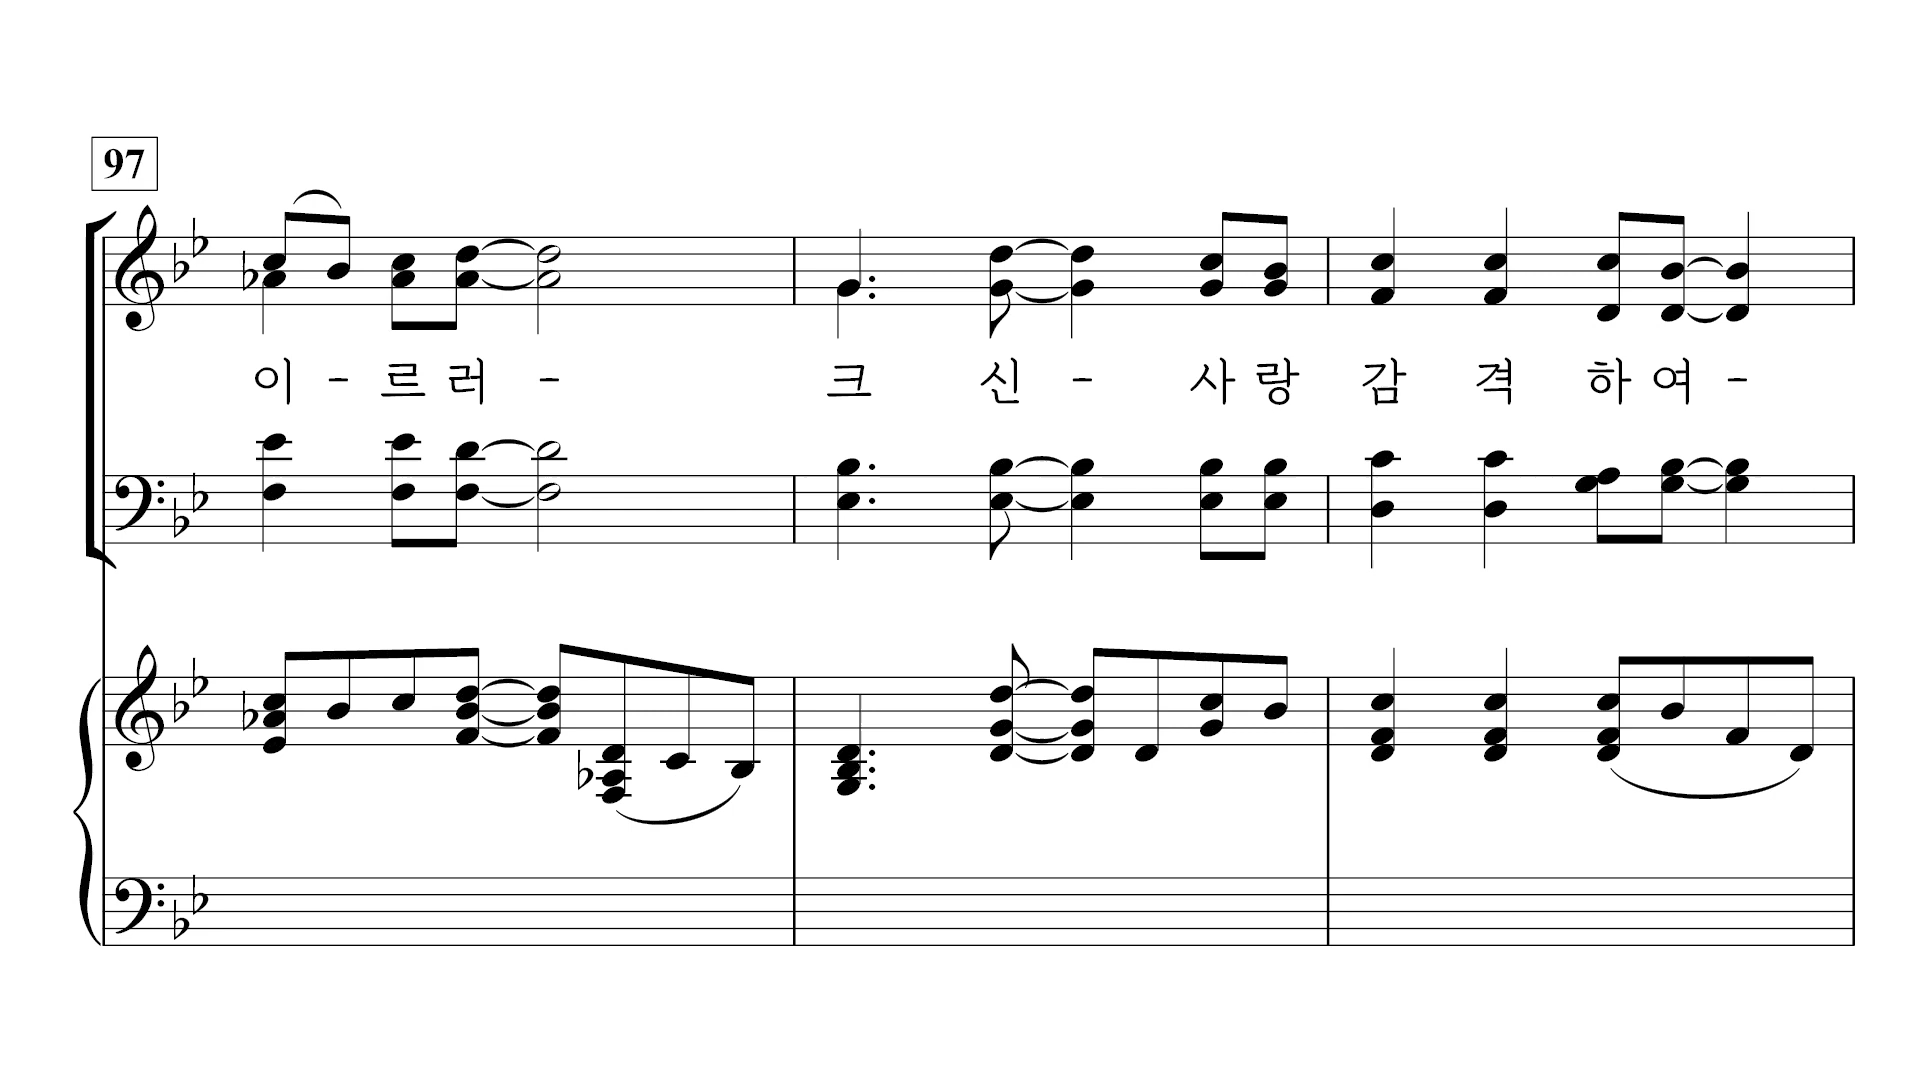 97
이 - 르 러 - 크 신 - 사 랑 감 격 하 여 -